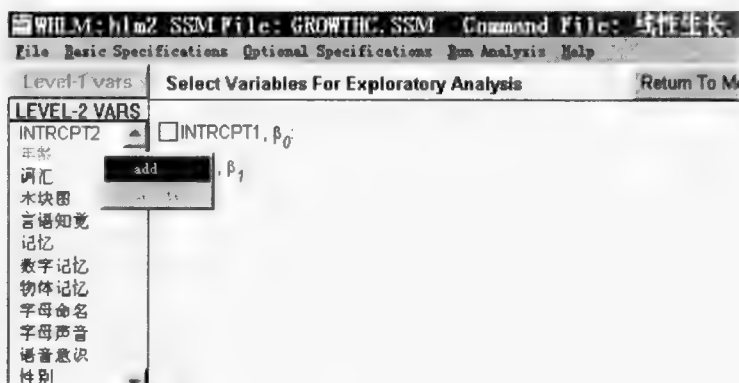 WHLM: hlm2 SSM File: GROWTHC.SSM Command File: 线性生长.
File Basic Specifications Optional Specifications Run Analysis Help
Level-1 vars Select Variables For Exploratory Analysis Return To M
LEVEL-2 VARS
INTRCPT2 INTRCPT1, β0
年龄
词汇 add , β1
木块图
言语知觉
记忆
数字记忆
物体记忆
字母命名
字母声音
语音意识
性别